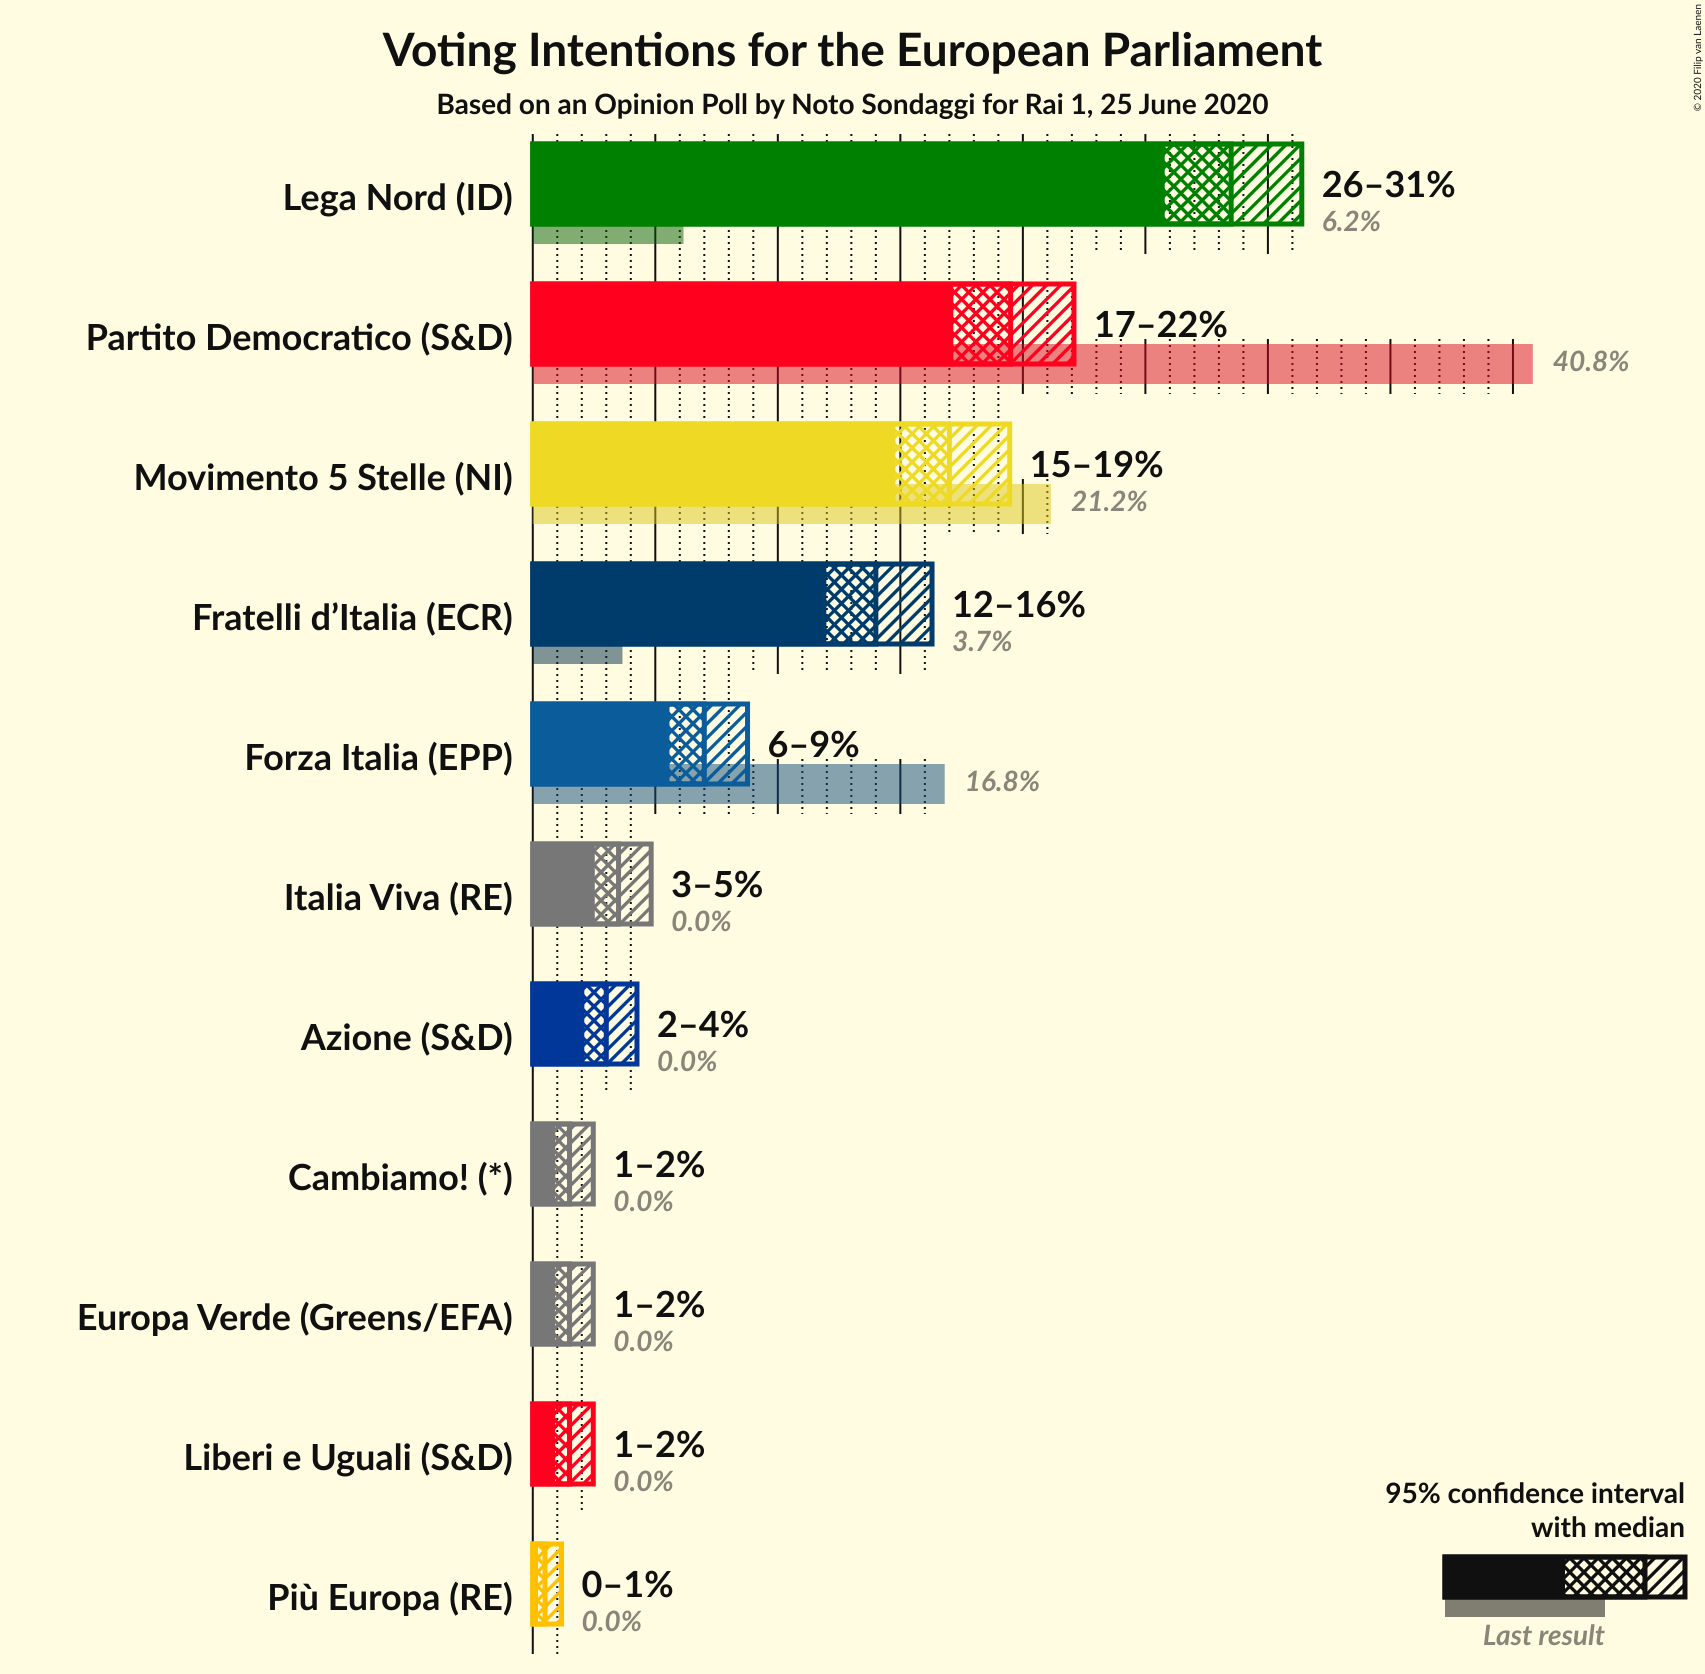 Voting Intentions for the European Parliament
Based on an Opinion Poll by Noto Sondaggi for Rai 1, 25 June 2020
© 2020 Filip van Laenen
Lega Nord (ID)
26–31%
6.2%
Partito Democratico (S&D)
17–22%
40.8%
Movimento 5 Stelle (NI)
15–19%
21.2%
Fratelli d’Italia (ECR)
12–16%
3.7%
Forza Italia (EPP)
6–9%
16.8%
Italia Viva (RE)
3–5%
0.0%
Azione (S&D)
2–4%
0.0%
Cambiamo! (*)
1–2%
0.0%
Europa Verde (Greens/EFA)
1–2%
0.0%
Liberi e Uguali (S&D)
1–2%
0.0%
Più Europa (RE)
0–1%
0.0%
95% confidence interval
with median
Last result